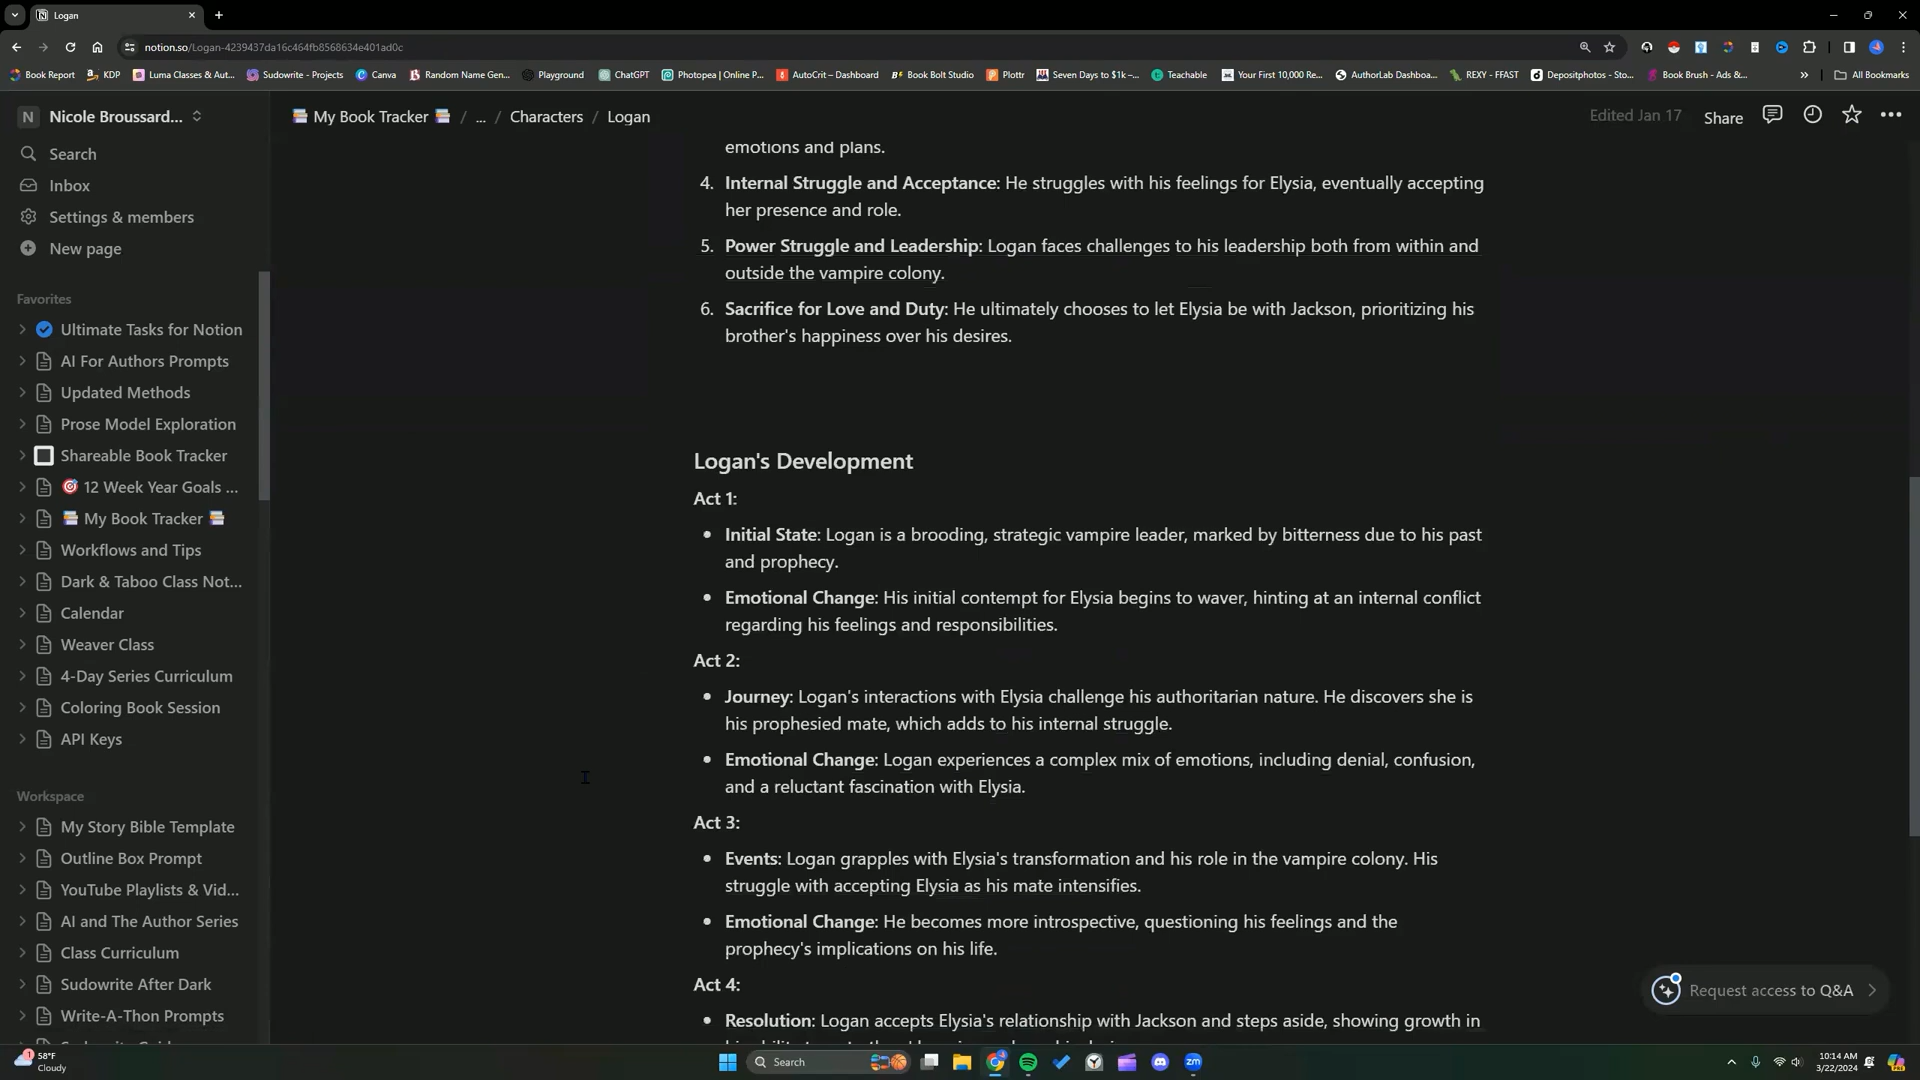 Logan
notion.so/Logan-4239437da16c464fb8568634e401ad0c
Book Report
KDP
Luma Classes & Aut...
Sudowrite - Projects
Canva
Random Name Gen...
Playground
ChatGPT
Photopea | Online P...
AutoCrit – Dashboard
Book Bolt Studio
Plottr
Seven Days to $1k –...
Teachable
Your First 10,000 Re...
AuthorLab Dashboa...
REXY - FFAST
Depositphotos - Sto...
Book Brush - Ads &...
All Bookmarks
N Nicole Broussard...
Search
Inbox
Settings & members
New page
Favorites
Ultimate Tasks for Notion
AI For Authors Prompts
Updated Methods
Prose Model Exploration
Shareable Book Tracker
12 Week Year Goals ...
My Book Tracker
Workflows and Tips
Dark & Taboo Class Not...
Calendar
Weaver Class
4-Day Series Curriculum
Coloring Book Session
API Keys
Workspace
My Story Bible Template
Outline Box Prompt
YouTube Playlists & Vid...
AI and The Author Series
Class Curriculum
Sudowrite After Dark
Write-A-Thon Prompts
My Book Tracker / ... / Characters / Logan
Edited Jan 17
Share
emotions and plans.
4. Internal Struggle and Acceptance: He struggles with his feelings for Elysia, eventually accepting
her presence and role.
5. Power Struggle and Leadership: Logan faces challenges to his leadership both from within and
outside the vampire colony.
6. Sacrifice for Love and Duty: He ultimately chooses to let Elysia be with Jackson, prioritizing his
brother's happiness over his desires.
Logan's Development
Act 1:
• Initial State: Logan is a brooding, strategic vampire leader, marked by bitterness due to his past
and prophecy.
• Emotional Change: His initial contempt for Elysia begins to waver, hinting at an internal conflict
regarding his feelings and responsibilities.
Act 2:
• Journey: Logan's interactions with Elysia challenge his authoritarian nature. He discovers she is
his prophesied mate, which adds to his internal struggle.
• Emotional Change: Logan experiences a complex mix of emotions, including denial, confusion,
and a reluctant fascination with Elysia.
Act 3:
• Events: Logan grapples with Elysia's transformation and his role in the vampire colony. His
struggle with accepting Elysia as his mate intensifies.
• Emotional Change: He becomes more introspective, questioning his feelings and the
prophecy's implications on his life.
Act 4:
• Resolution: Logan accepts Elysia's relationship with Jackson and steps aside, showing growth in
Request access to Q&A
58°F
Cloudy
Search
10:14 AM
3/22/2024